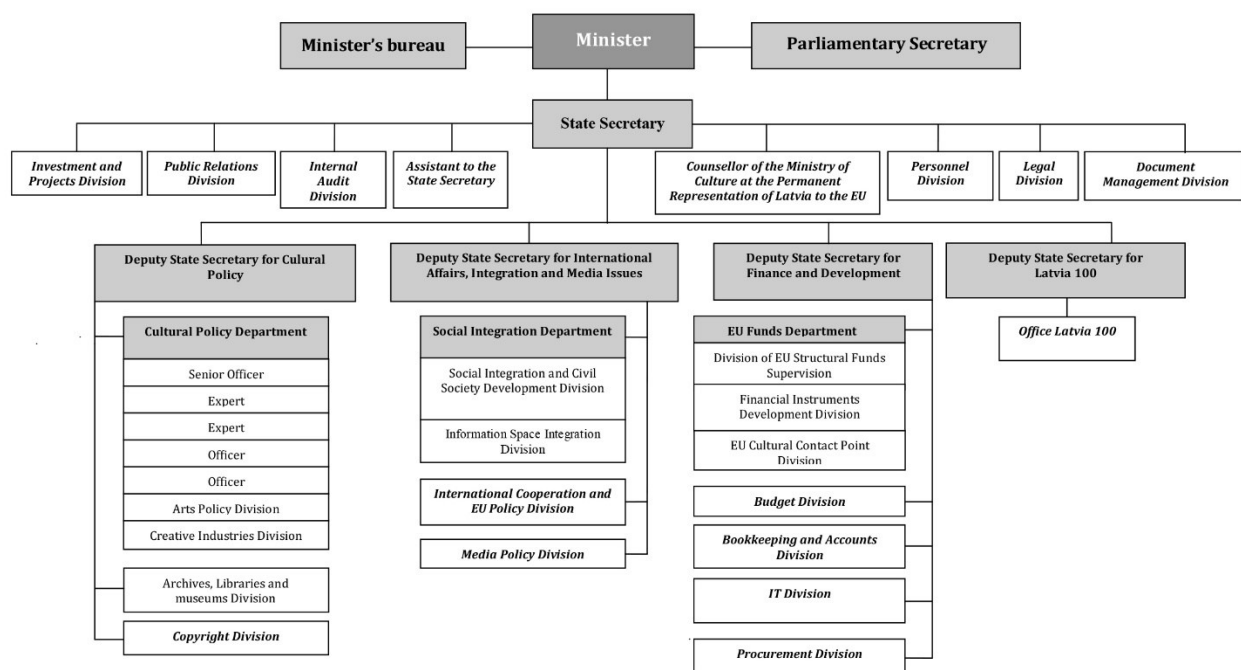 Minister's bureau
Minister
Parliamentary Secretary
State Secretary
Investment and
Projects Division
Public Relations
Division
Internal
Audit
Division
Assistant to the
State Secretary
Counsellor of the Ministry of
Culture at the Permanent
Representation of Latvia to the EU
Personnel
Division
Legal
Division
Document
Management Division
Deputy State Secretary for Culural
Policy
Deputy State Secretary for International
Affairs, Integration and Media Issues
Deputy State Secretary for
Finance and Development
Deputy State Secretary for
Latvia 100
Cultural Policy Department
Senior Officer
Expert
Expert
Officer
Officer
Arts Policy Division
Creative Industries Division
Archives, Libraries and
museums Division
Copyright Division
Social Integration Department
Social Integration and Civil
Society Development Division
Information Space Integration
Division
International Cooperation and
EU Policy Division
Media Policy Division
EU Funds Department
Division of EU Structural Funds
Supervision
Financial Instruments
Development Division
EU Cultural Contact Point
Division
Budget Division
Bookkeeping and Accounts
Division
IT Division
Procurement Division
Office Latvia 100